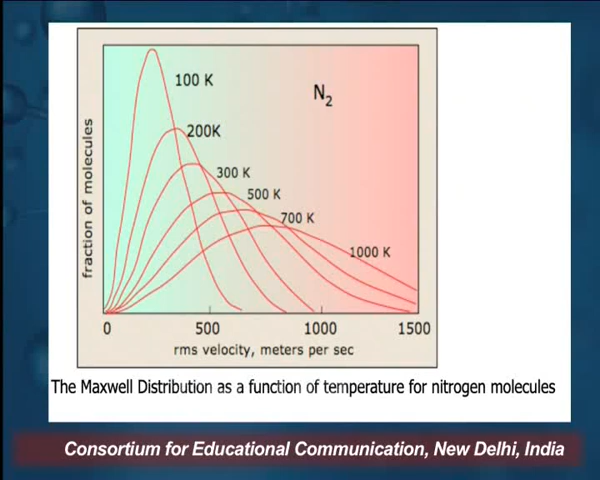 100 K
N2
200K
300 K
500 K
700 K
1000 K
fraction of molecules
0 500 1000 1500
rms velocity, meters per sec
The Maxwell Distribution as a function of temperature for nitrogen molecules
Consortium for Educational Communication, New Delhi, India